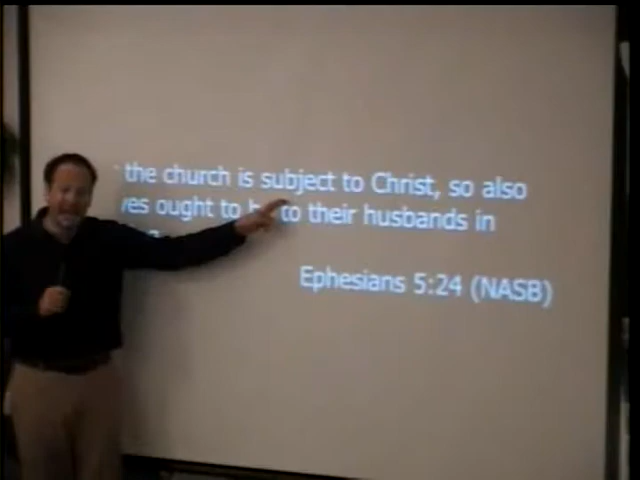 the church is subject to Christ, so also
ves ought to to their husbands in
Ephesians 5:24 (NASB)